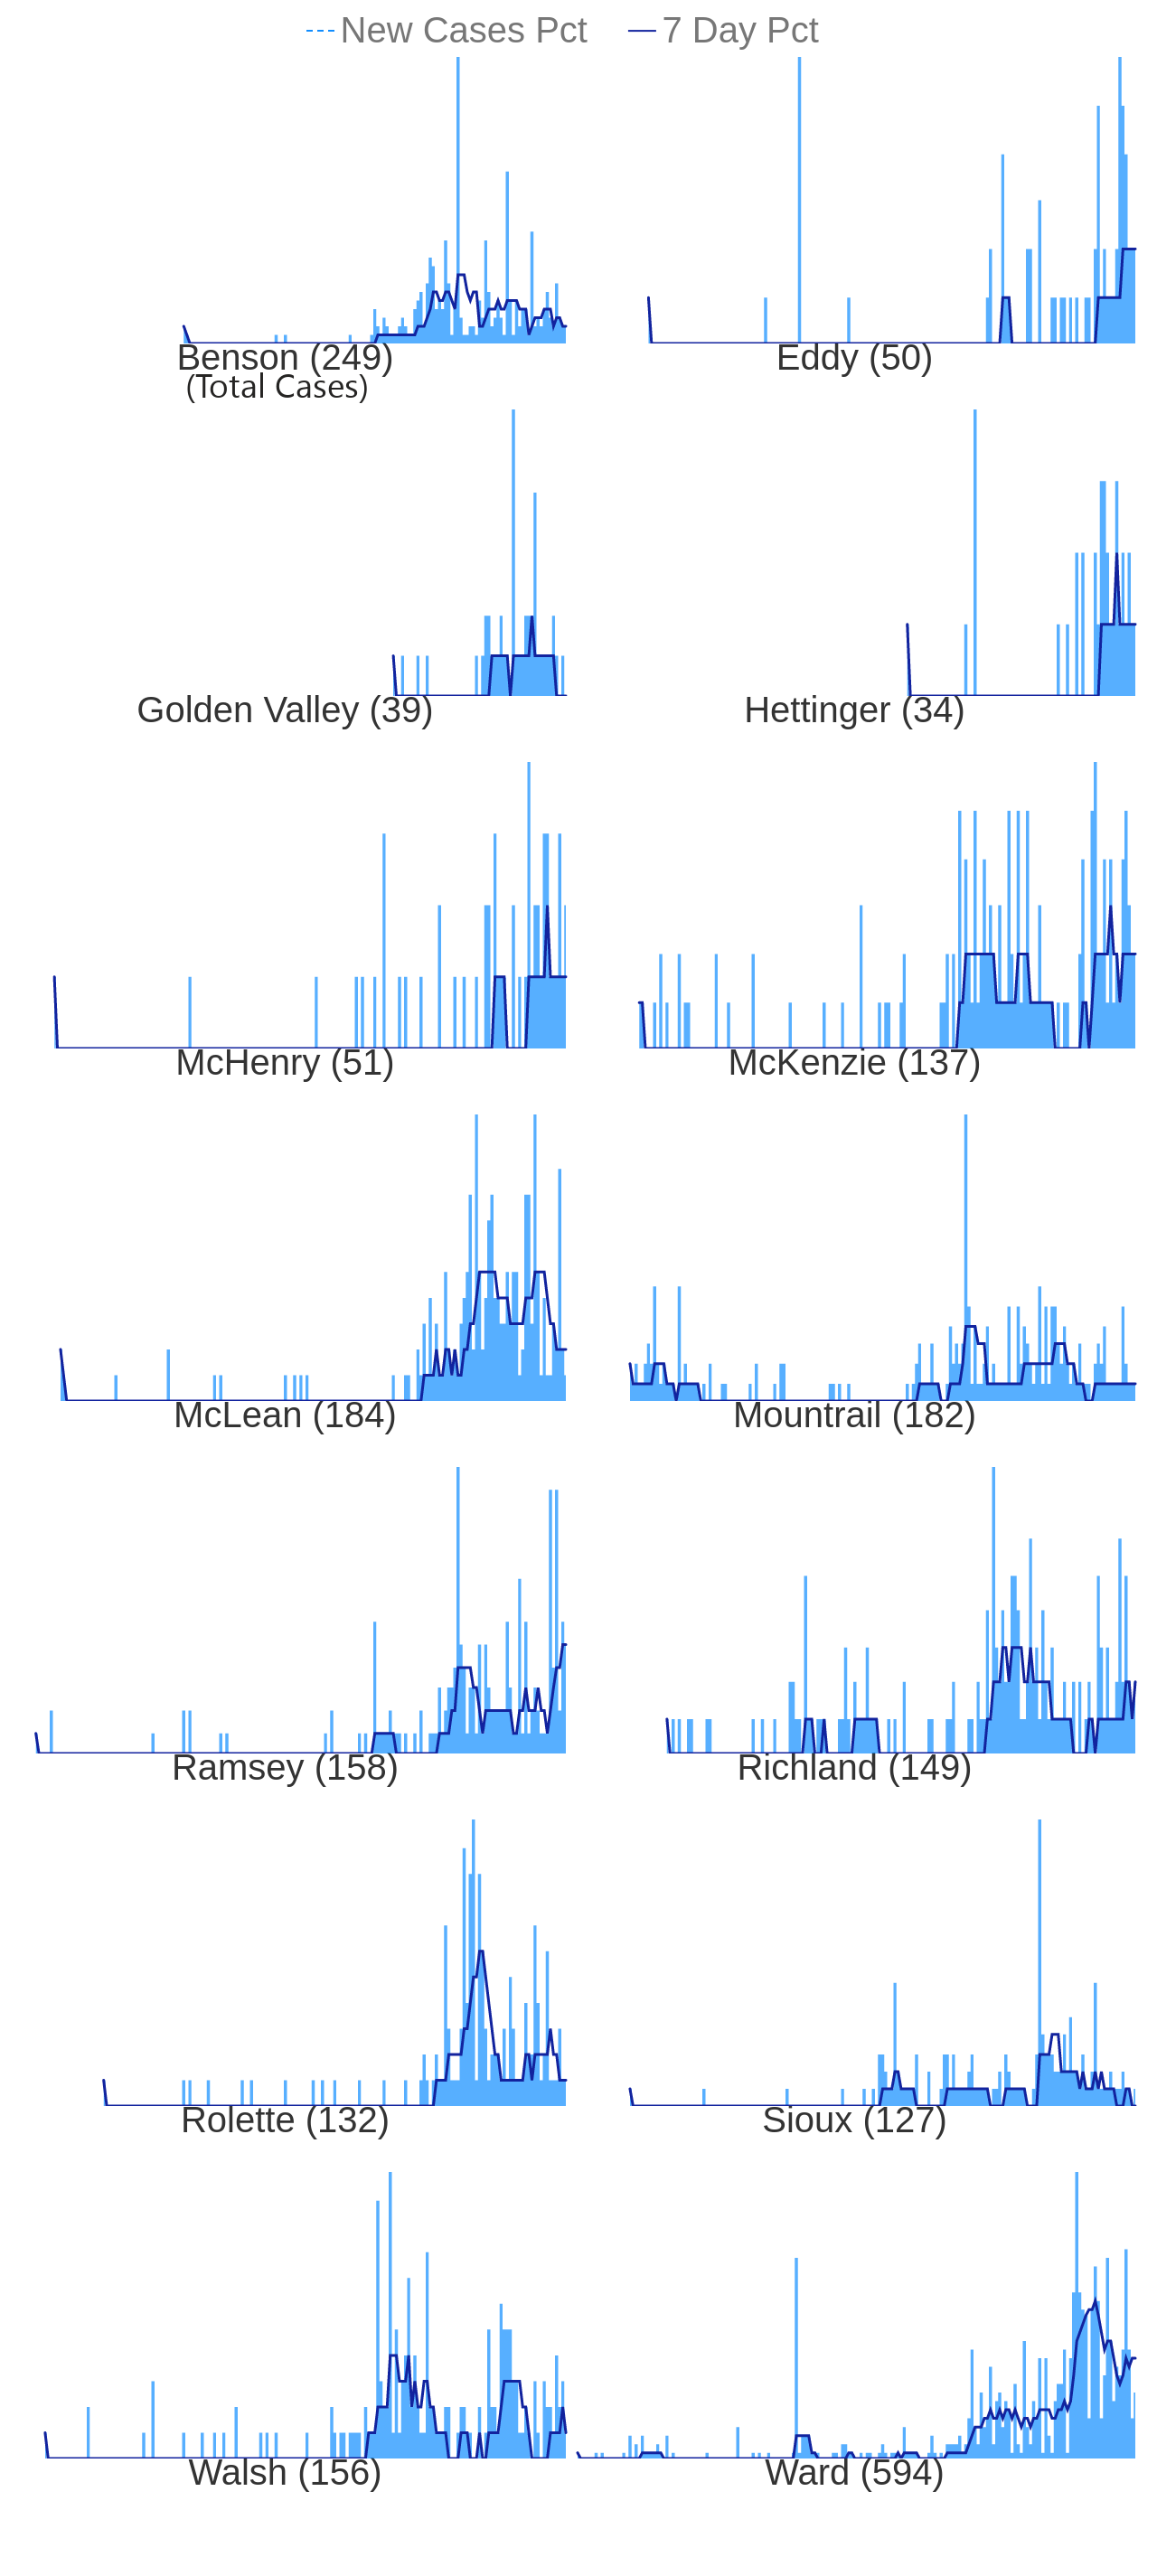 New Cases Pct 7 Day Pct
Benson (249) Eddy (50)
(Total Cases)
Golden Valley (39) Hettinger (34)
McHenry (51) McKenzie (137)
McLean (184) Mountrail (182)
Ramsey (158) Richland (149)
Rolette (132) Sioux (127)
Walsh (156) Ward (594)